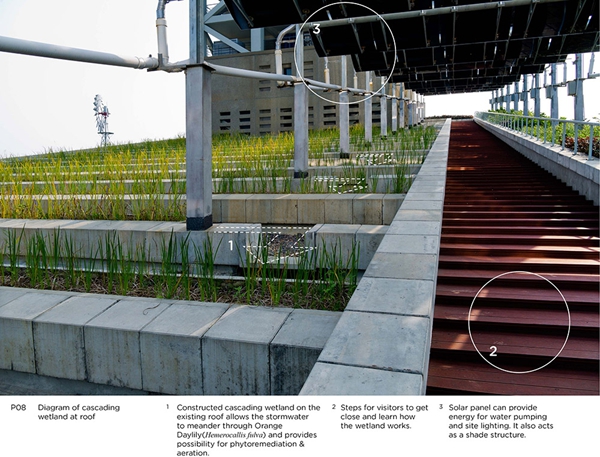 3
1
2
P08 Diagram of cascading
wetland at roof
1 Constructed cascading wetland on the
existing roof allows the stormwater
to meander through Orange
Daylily(Hemerocallis fulva) and provides
possibility for phytoremediation &
aeration.
2 Steps for visitors to get
close and learn how
the wetland works.
3 Solar panel can provide
energy for water pumping
and site lighting. It also acts
as a shade structure.